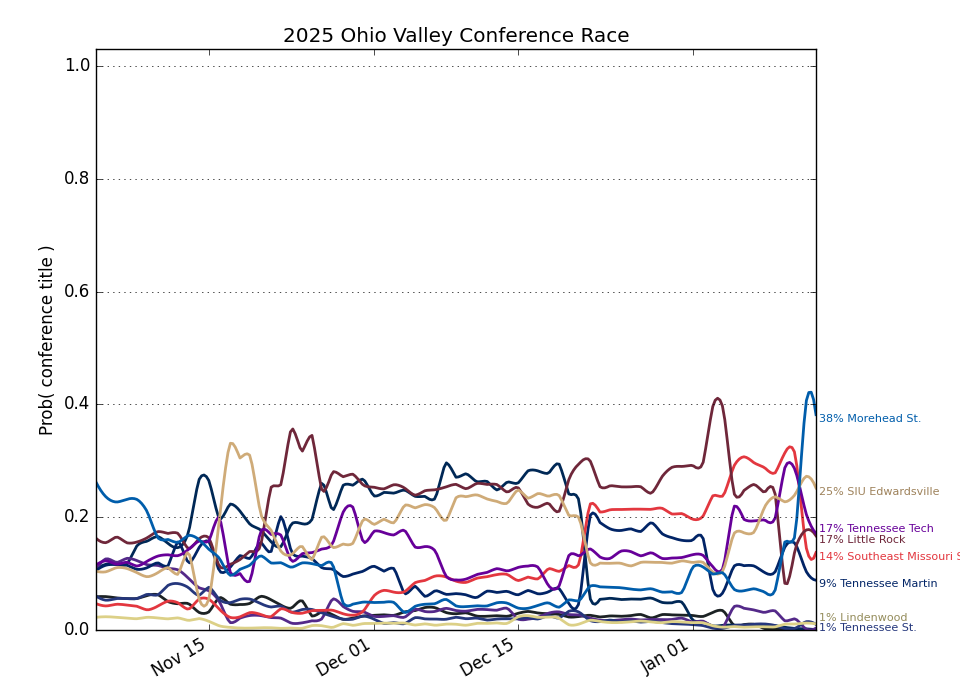 2025 Ohio Valley Conference Race
Prob( conference title )
1.0
0.8
0.6
0.4
0.2
0.0
Nov 15
Dec 01
Dec 15
Jan 01
38% Morehead St.
25% SIU Edwardsville
17% Tennessee Tech
17% Little Rock
14% Southeast Missouri S
9% Tennessee Martin
1% Lindenwood
1% Tennessee St.